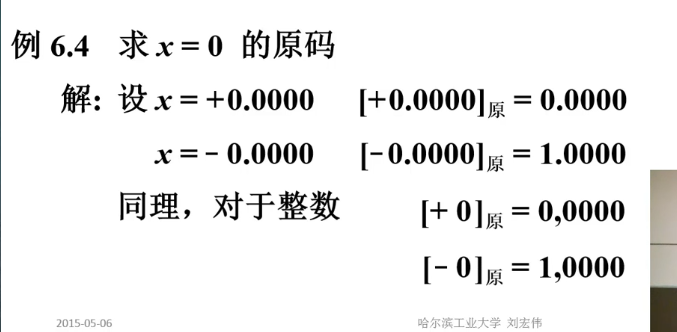 例 6.4 求 x = 0 的原码
解: 设 x = +0.0000 [+0.0000]原 = 0.0000
x = − 0.0000 [− 0.0000]原 = 1.0000
同理，对于整数 [+ 0]原 = 0,0000
[− 0]原 = 1,0000
2015-05-06 哈尔滨工业大学 刘宏伟